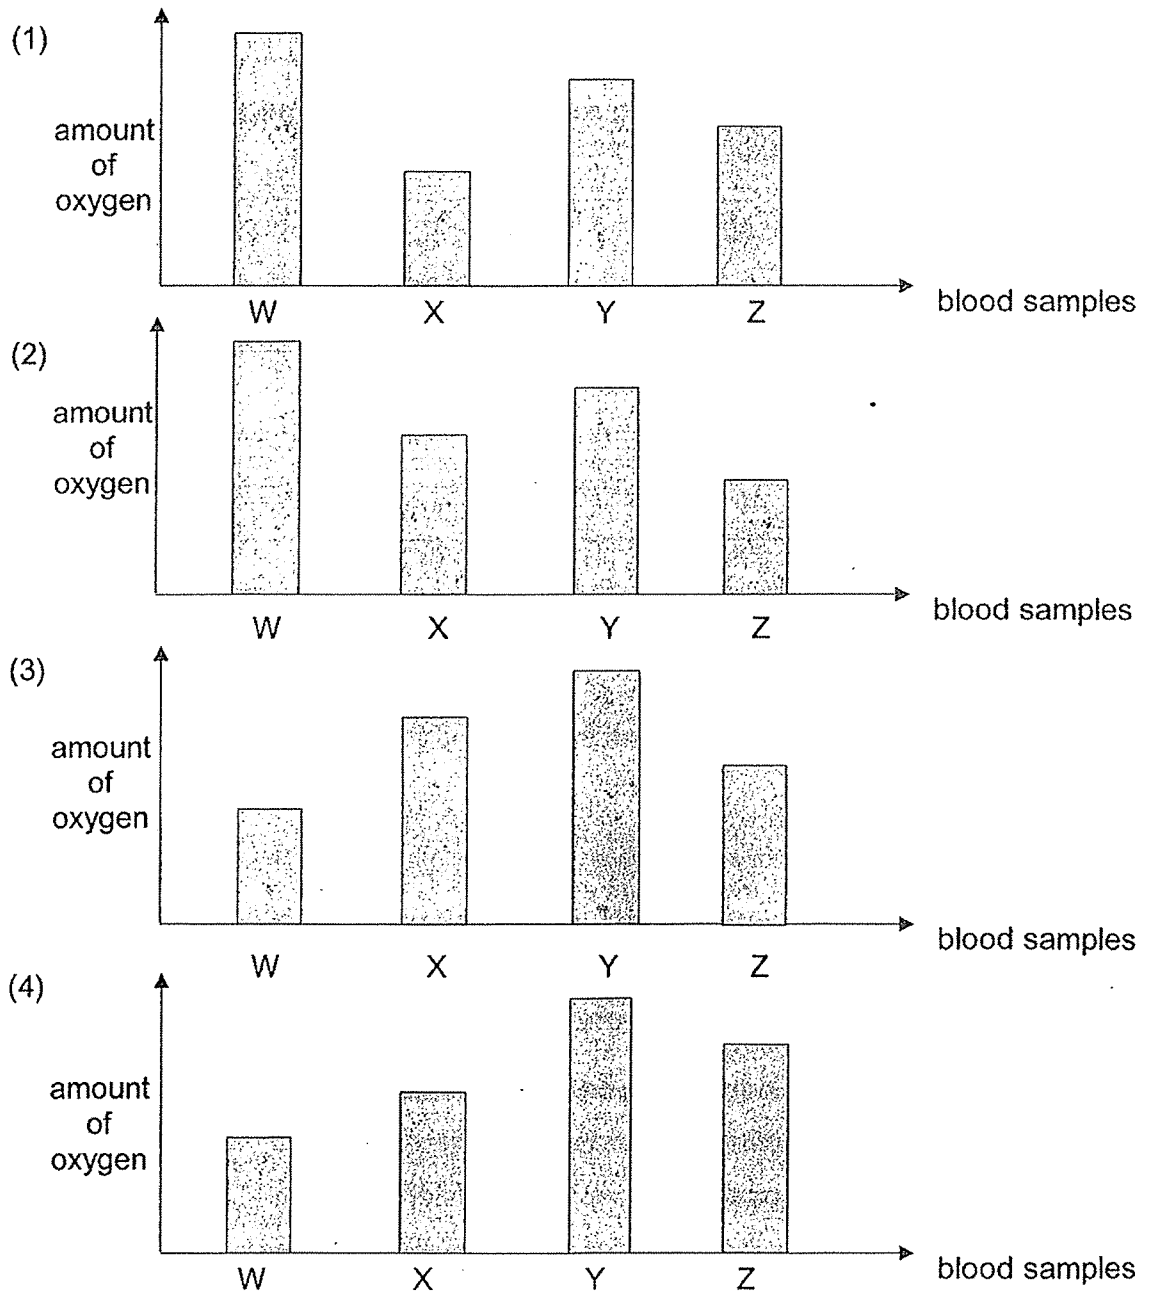 (1)
amount
of
oxygen
W X Y Z
blood samples
(2)
amount
of
oxygen
W X Y Z
blood samples
(3)
amount
of
oxygen
W X Y Z
blood samples
(4)
amount
of
oxygen
W X Y Z
blood samples